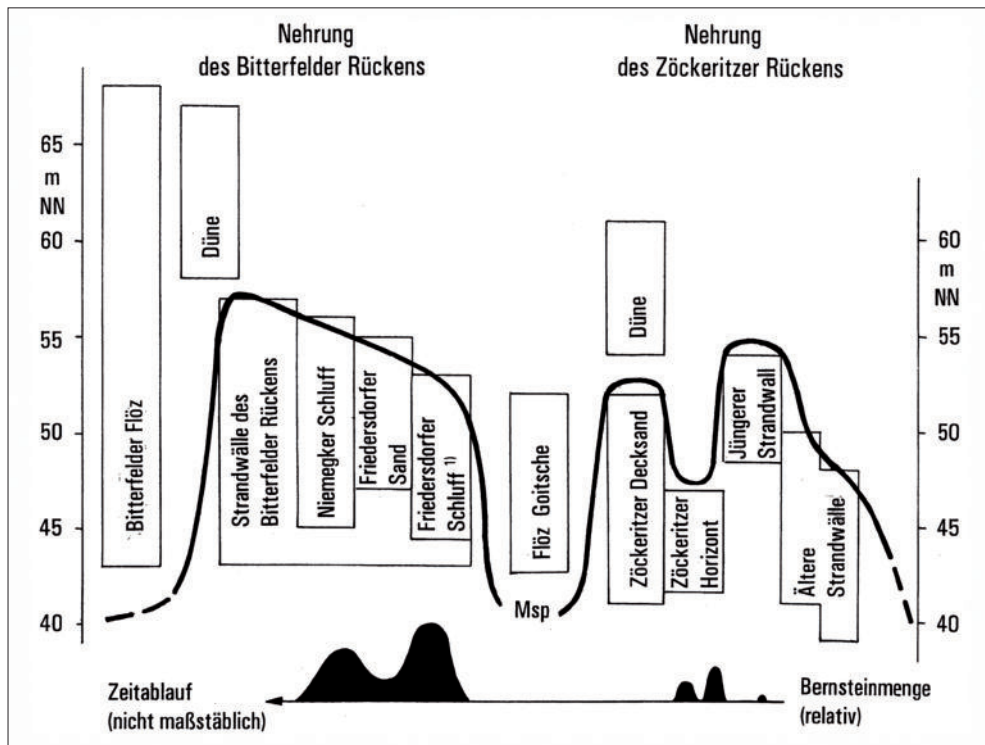 Nehrung
des Bitterfelder Rückens
Nehrung
des Zöckeritzer Rückens
65
m
NN
60
55
50
45
40
60
m
NN
55
50
45
40
Bitterfelder Flöz
Düne
Strandwälle des
Bitterfelder Rückens
Niemegker Schluff
Friedersdorfer
Sand
Friedersdorfer
Schluff 1)
Flöz Goitsche
Düne
Zöckeritzer Decksand
Zöckeritzer
Horizont
Jüngerer
Strandwall
Ältere
Strandwälle
Msp
Zeitablauf
(nicht maßstäblich)
Bernsteinmenge
(relativ)